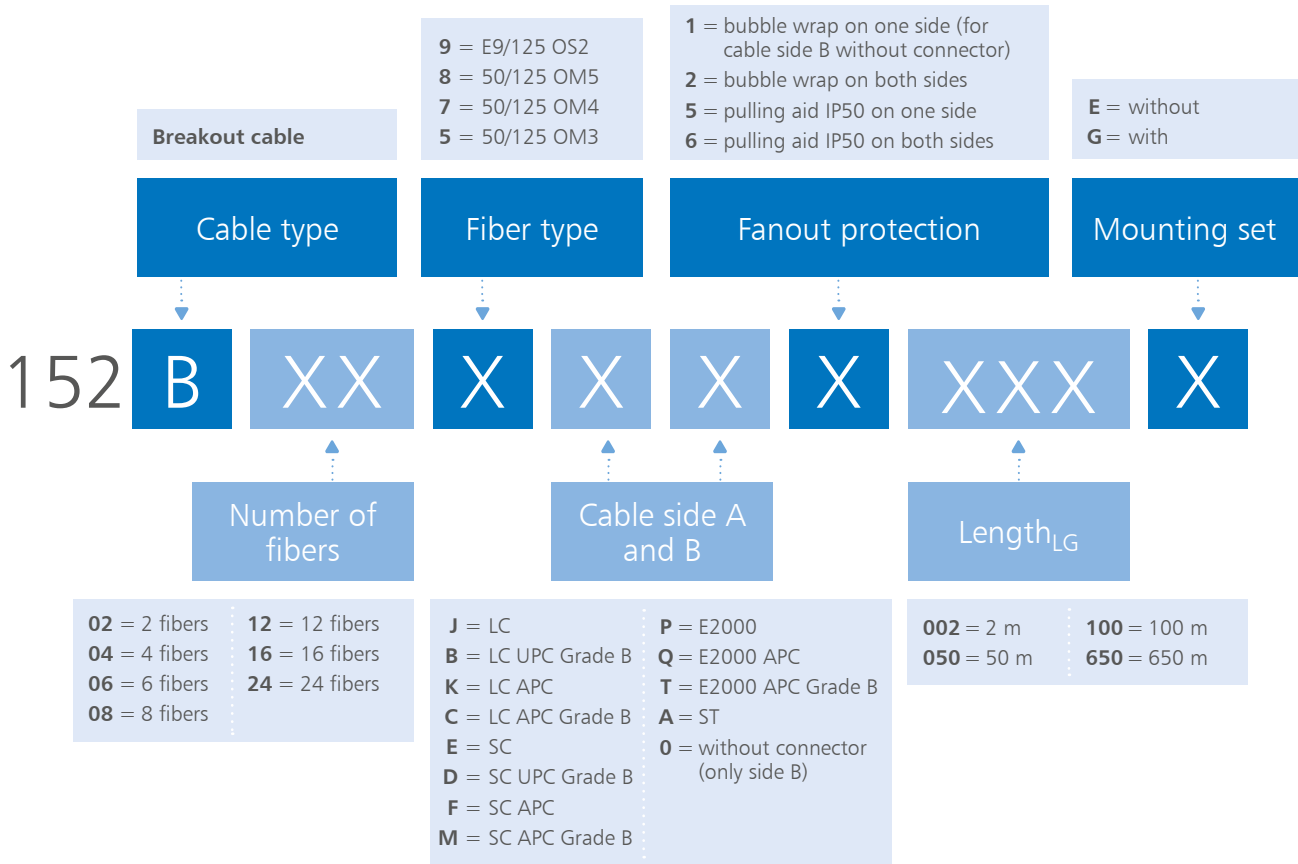 Breakout cable
9 = E9/125 OS2
8 = 50/125 OM5
7 = 50/125 OM4
5 = 50/125 OM3
1 = bubble wrap on one side (for
cable side B without connector)
2 = bubble wrap on both sides
5 = pulling aid IP50 on one side
6 = pulling aid IP50 on both sides
E = without
G = with
Cable type
Fiber type
Fanout protection
Mounting set
152 B XX X X X X XXX X
Number of
fibers
Cable side A
and B
LengthLG
02 = 2 fibers
04 = 4 fibers
06 = 6 fibers
08 = 8 fibers
12 = 12 fibers
16 = 16 fibers
24 = 24 fibers
J = LC
B = LC UPC Grade B
K = LC APC
C = LC APC Grade B
E = SC
D = SC UPC Grade B
F = SC APC
M = SC APC Grade B
P = E2000
Q = E2000 APC
T = E2000 APC Grade B
A = ST
0 = without connector
(only side B)
002 = 2 m
050 = 50 m
100 = 100 m
650 = 650 m